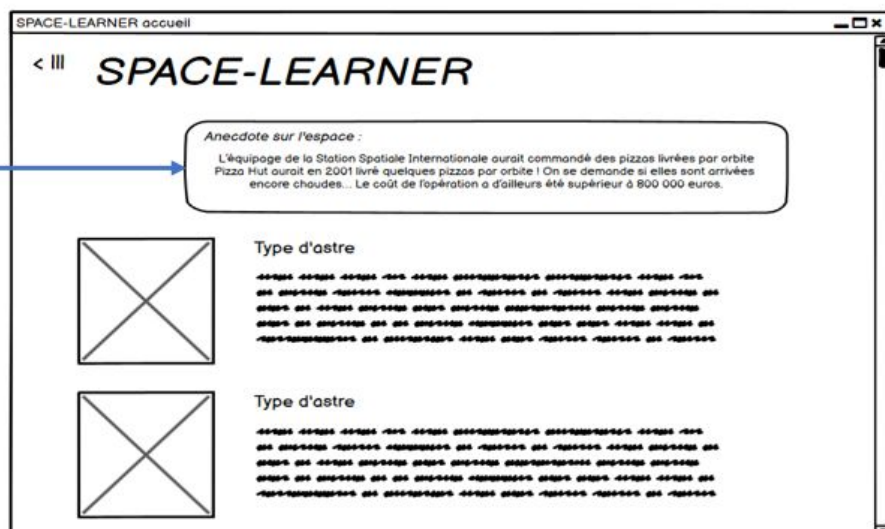 SPACE-LEARNER accueil
< III
SPACE-LEARNER
Anecdote sur l'espace :
L'équipage de la Station Spatiale Internationale aurait commandé des pizzas livrées par orbite
Pizza Hut aurait en 2001 livré quelques pizzas par orbite ! On se demande si elles sont arrivées
encore chaudes... Le coût de l'opération a d'ailleurs été supérieur à 800 000 euros.
Type d'astre
Type d'astre